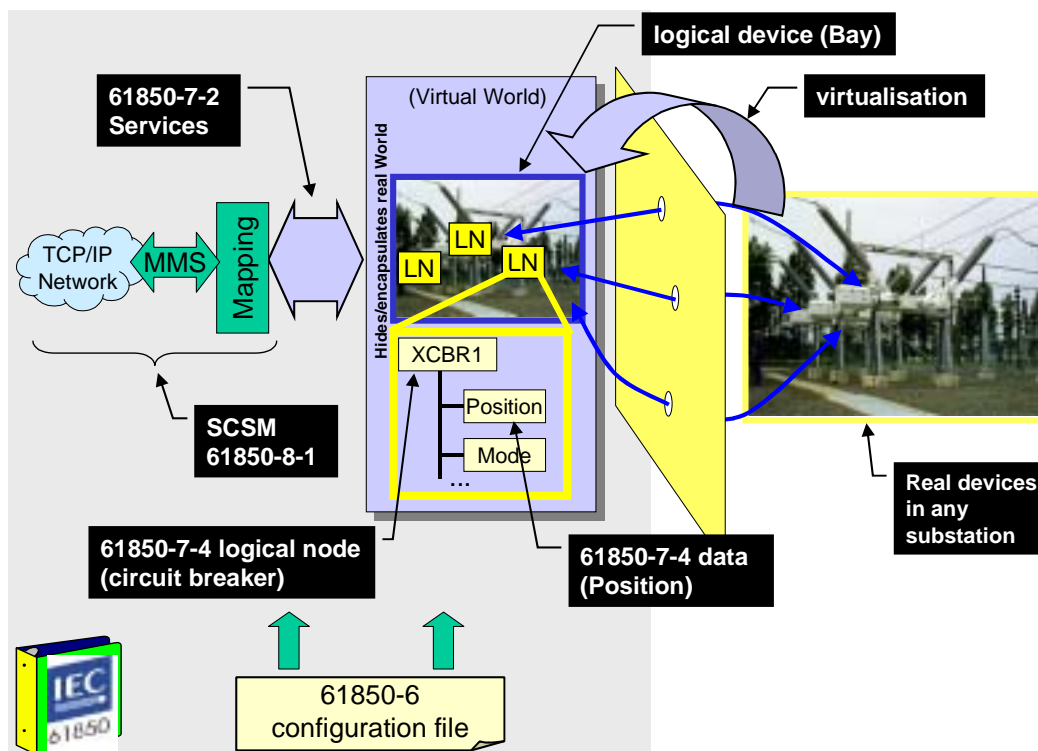 logical device (Bay)
61850-7-2
Services
(Virtual World)
virtualisation
Hides/encapsulates real World
TCP/IP
Network
MMS
Mapping
LN
LN
LN
XCBR1
Position
Mode
...
SCSM
61850-8-1
Real devices
in any
substation
61850-7-4 logical node
(circuit breaker)
61850-7-4 data
(Position)
IEC
61850
61850-6
configuration file